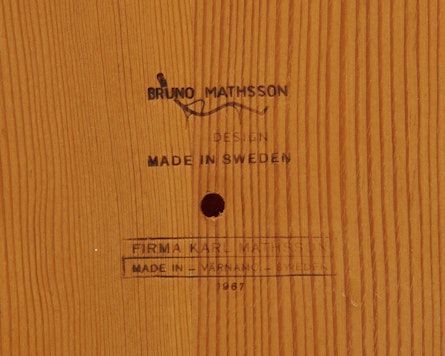 BRUNO MATHSSON
DESIGN
MADE IN SWEDEN
FIRMA KARL MATHSSON
MADE IN - VÄRNAMO - SWEDEN
1967